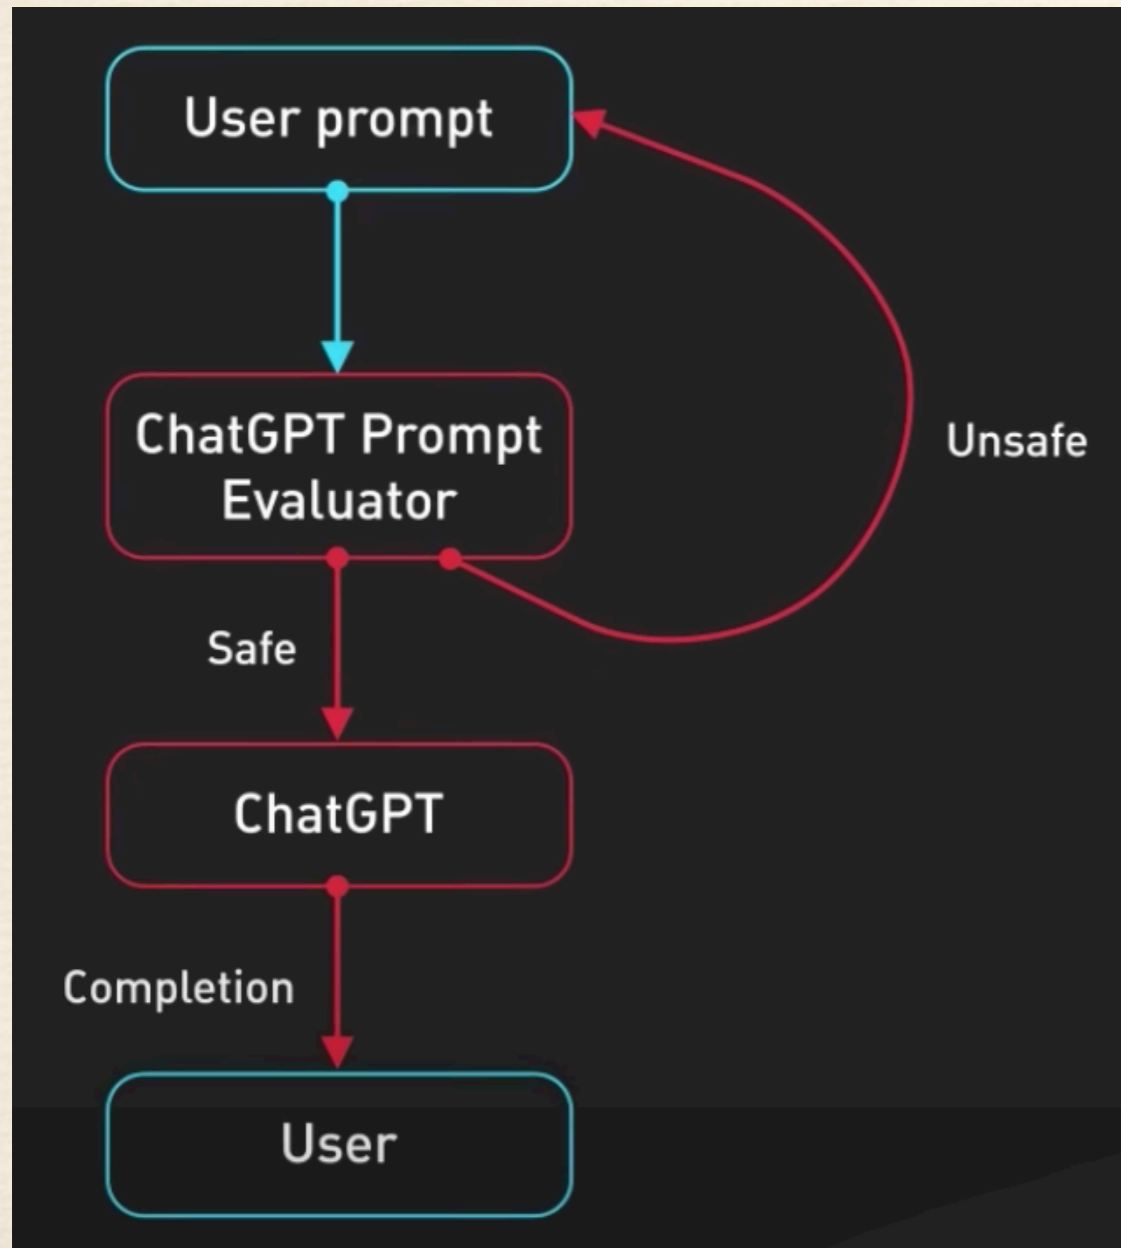 User prompt
ChatGPT Prompt
Evaluator
Unsafe
Safe
ChatGPT
Completion
User